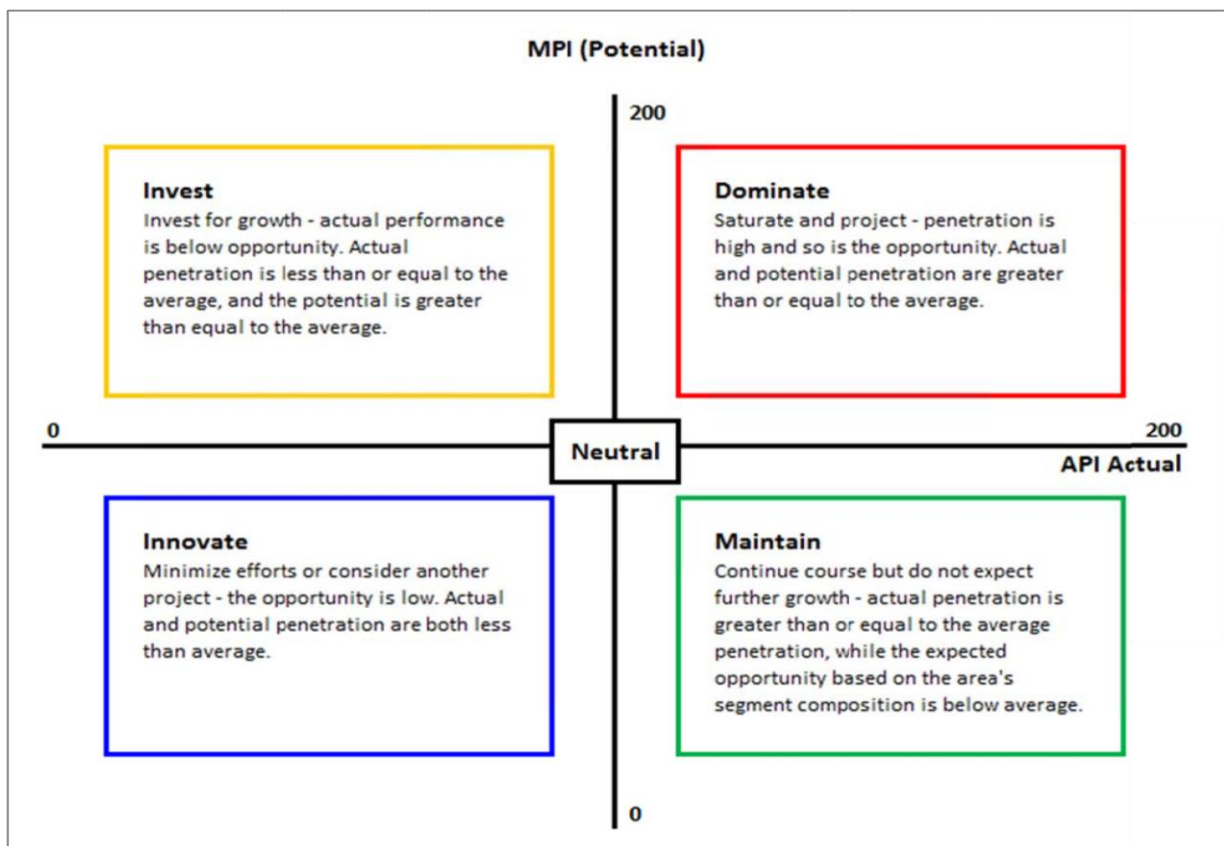 MPI (Potential)
200
Invest
Invest for growth - actual performance
is below opportunity. Actual
penetration is less than or equal to the
average, and the potential is greater
than equal to the average.
Dominate
Saturate and project - penetration is
high and so is the opportunity. Actual
and potential penetration are greater
than or equal to the average.
0
Neutral
200
API Actual
Innovate
Minimize efforts or consider another
project - the opportunity is low. Actual
and potential penetration are both less
than average.
Maintain
Continue course but do not expect
further growth - actual penetration is
greater than or equal to the average
penetration, while the expected
opportunity based on the area's
segment composition is below average.
0